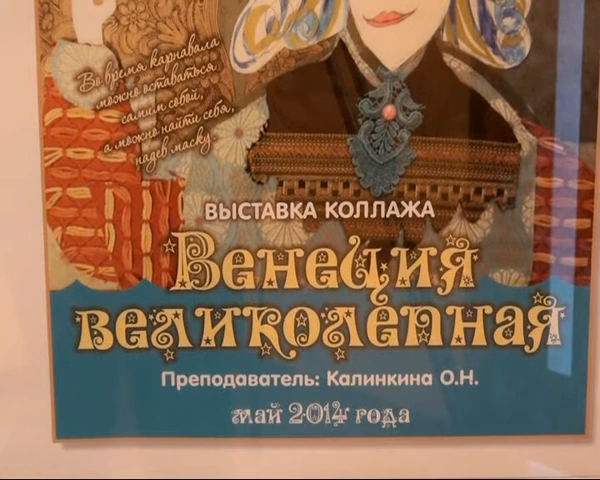 Во время карнавала
можно оставаться
самим собой,
а можно найти себя,
надев маску.
ВЫСТАВКА КОЛЛАЖА
Венеция
великолепная
Преподаватель: Калинкина О.Н.
май 2014 года